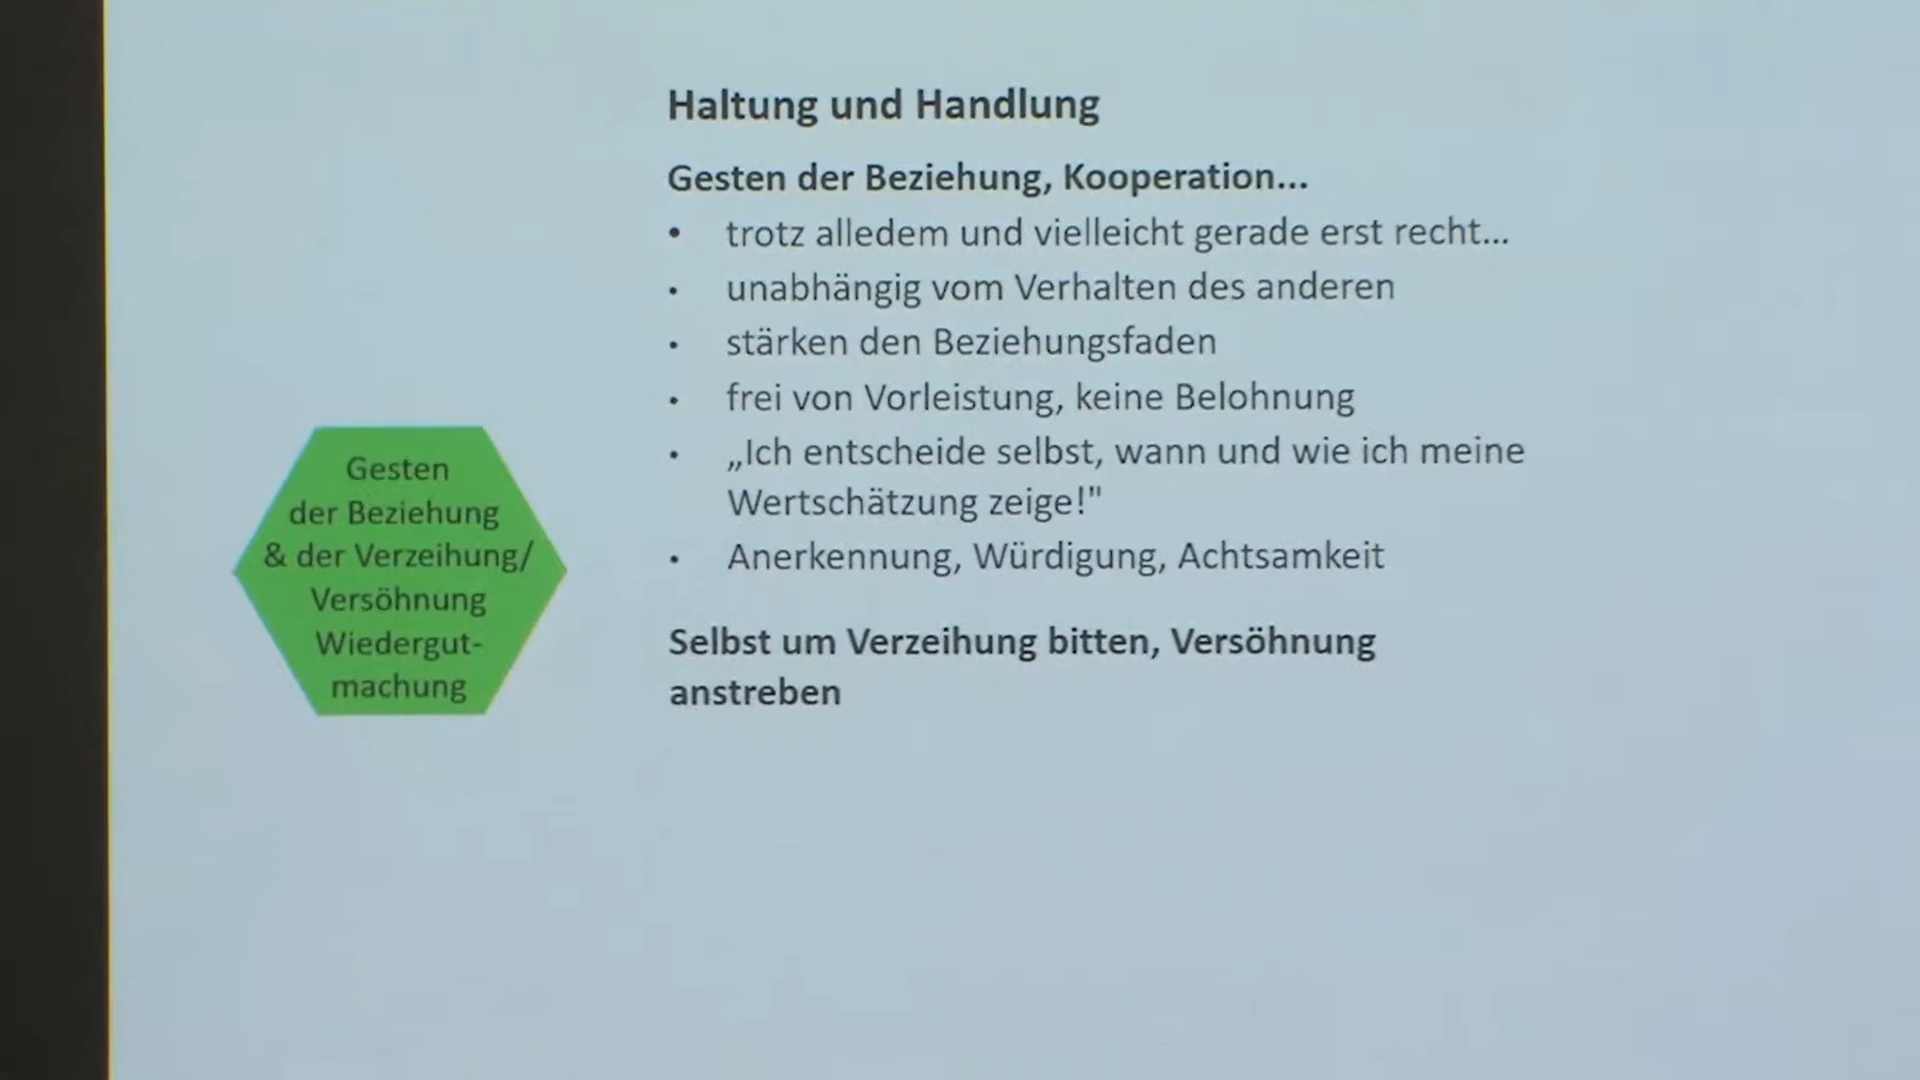 Haltung und Handlung
Gesten der Beziehung, Kooperation...
• trotz alledem und vielleicht gerade erst recht...
• unabhängig vom Verhalten des anderen
• stärken den Beziehungsfaden
• frei von Vorleistung, keine Belohnung
• „Ich entscheide selbst, wann und wie ich meine
Wertschätzung zeige!"
• Anerkennung, Würdigung, Achtsamkeit
Selbst um Verzeihung bitten, Versöhnung
anstreben
Gesten
der Beziehung
& der Verzeihung/
Versöhnung
Wiedergut-
machung